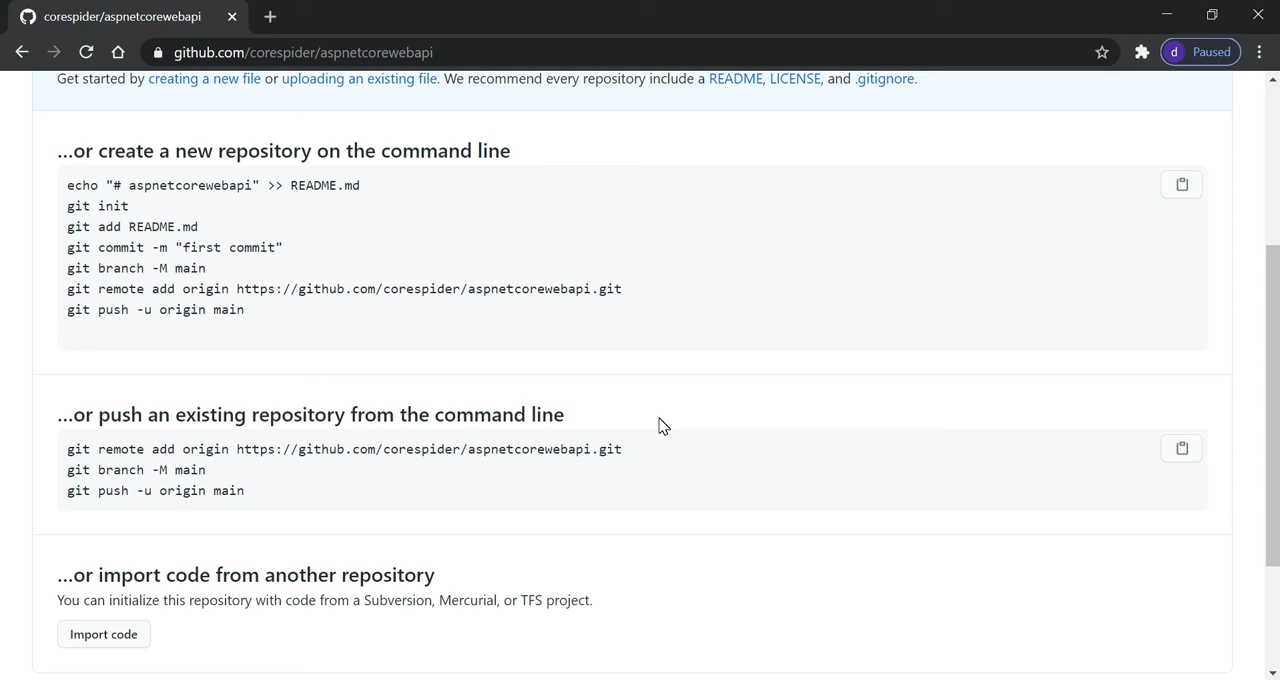 corespider/aspnetcorewebapi
github.com/corespider/aspnetcorewebapi
d Paused
Get started by creating a new file or uploading an existing file. We recommend every repository include a README, LICENSE, and .gitignore.
…or create a new repository on the command line
echo "# aspnetcorewebapi" >> README.md
git init
git add README.md
git commit -m "first commit"
git branch -M main
git remote add origin https://github.com/corespider/aspnetcorewebapi.git
git push -u origin main
…or push an existing repository from the command line
git remote add origin https://github.com/corespider/aspnetcorewebapi.git
git branch -M main
git push -u origin main
…or import code from another repository
You can initialize this repository with code from a Subversion, Mercurial, or TFS project.
Import code